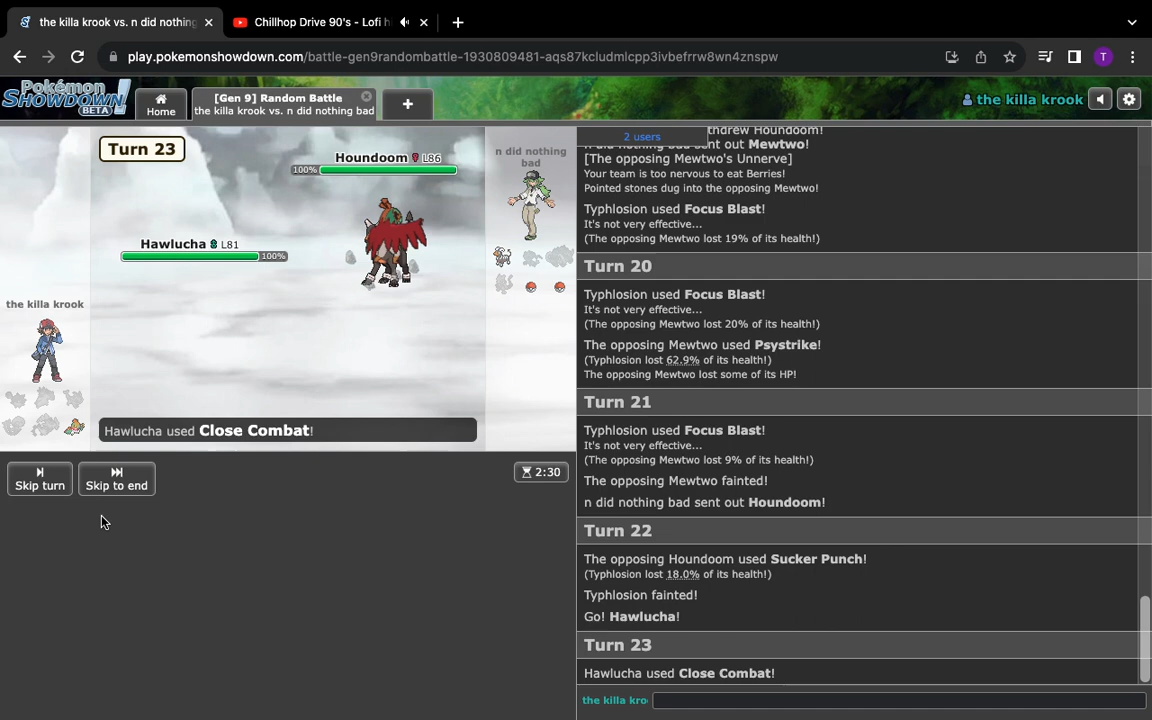 the killa krook vs. n did nothing
Chillhop Drive 90's - Lofi h
play.pokemonshowdown.com/battle-gen9randombattle-1930809481-aqs87kcludmlcpp3ivbefrrw8wn4znspw
T
Pokémon
SHOWDOWN!
BETA
Home
[Gen 9] Random Battle
the killa krook vs. n did nothing bad
the killa krook
Turn 23
Houndoom L86
100%
Hawlucha L81
100%
n did nothing
bad
the killa krook
Hawlucha used Close Combat!
Skip turn
Skip to end
2:30
2 users
thdrew Houndoom!
sent out Mewtwo!
[The opposing Mewtwo's Unnerve]
Your team is too nervous to eat Berries!
Pointed stones dug into the opposing Mewtwo!
Typhlosion used Focus Blast!
It's not very effective...
(The opposing Mewtwo lost 19% of its health!)
Turn 20
Typhlosion used Focus Blast!
It's not very effective...
(The opposing Mewtwo lost 20% of its health!)
The opposing Mewtwo used Psystrike!
(Typhlosion lost 62.9% of its health!)
The opposing Mewtwo lost some of its HP!
Turn 21
Typhlosion used Focus Blast!
It's not very effective...
(The opposing Mewtwo lost 9% of its health!)
The opposing Mewtwo fainted!
n did nothing bad sent out Houndoom!
Turn 22
The opposing Houndoom used Sucker Punch!
(Typhlosion lost 18.0% of its health!)
Typhlosion fainted!
Go! Hawlucha!
Turn 23
Hawlucha used Close Combat!
the killa kro